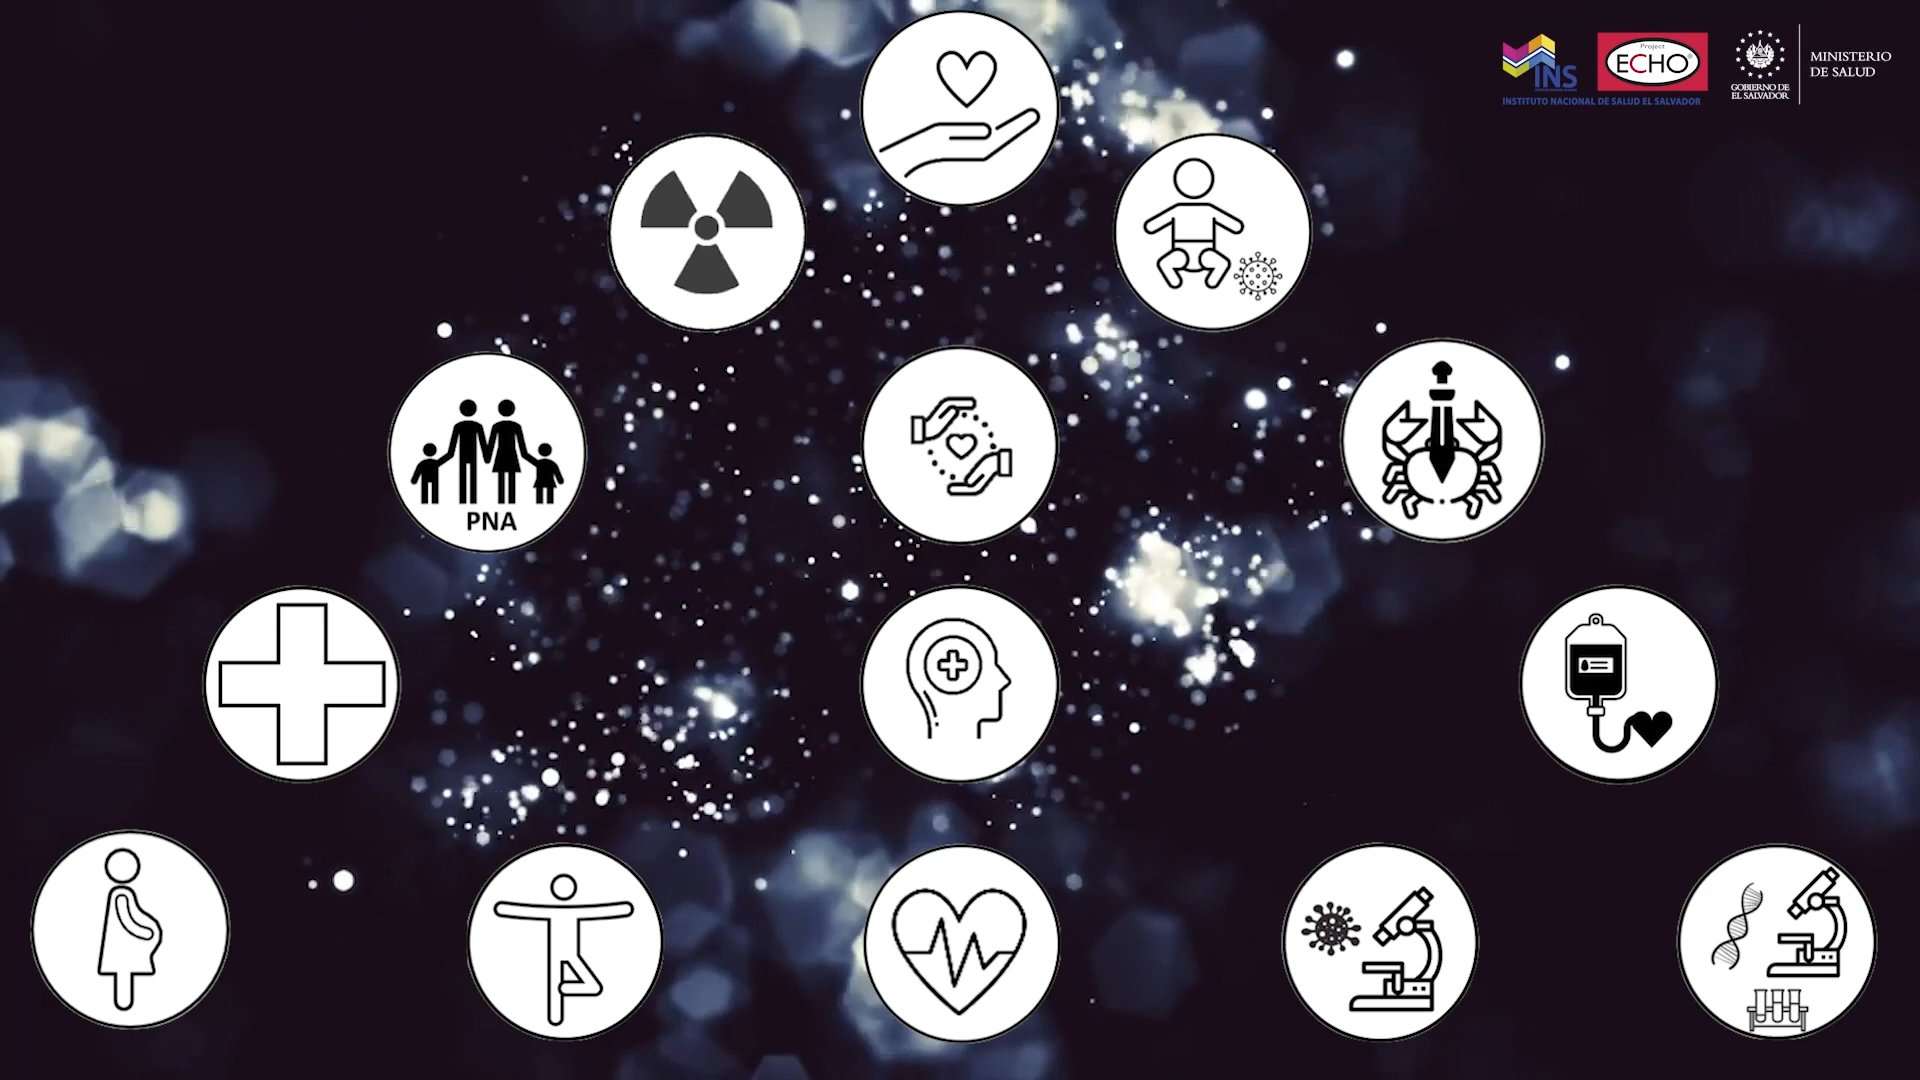 INS
INSTITUTO NACIONAL DE SALUD EL SALVADOR
Project
ECHO®
GOBIERNO DE
EL SALVADOR
MINISTERIO
DE SALUD
PNA